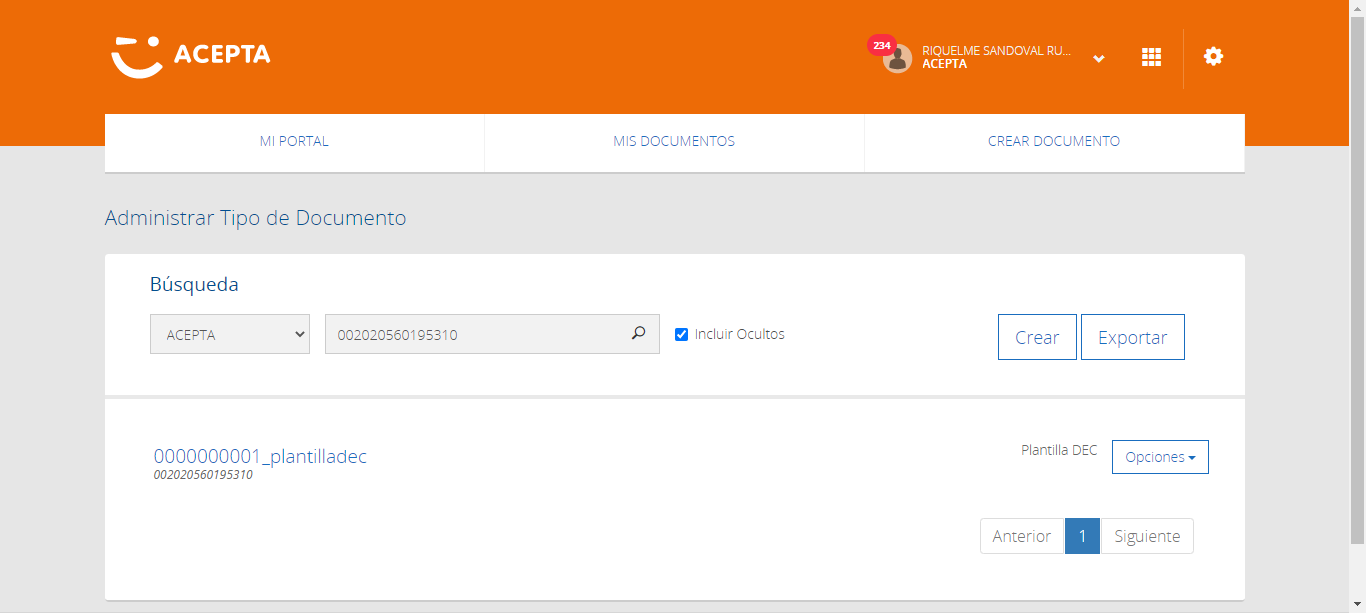 ACEPTA
234
RIQUELME SANDOVAL RU...
ACEPTA
MI PORTAL
MIS DOCUMENTOS
CREAR DOCUMENTO
Administrar Tipo de Documento
Búsqueda
ACEPTA
002020560195310
Incluir Ocultos
Crear
Exportar
0000000001_plantilladec
002020560195310
Plantilla DEC
Opciones
Anterior
1
Siguiente